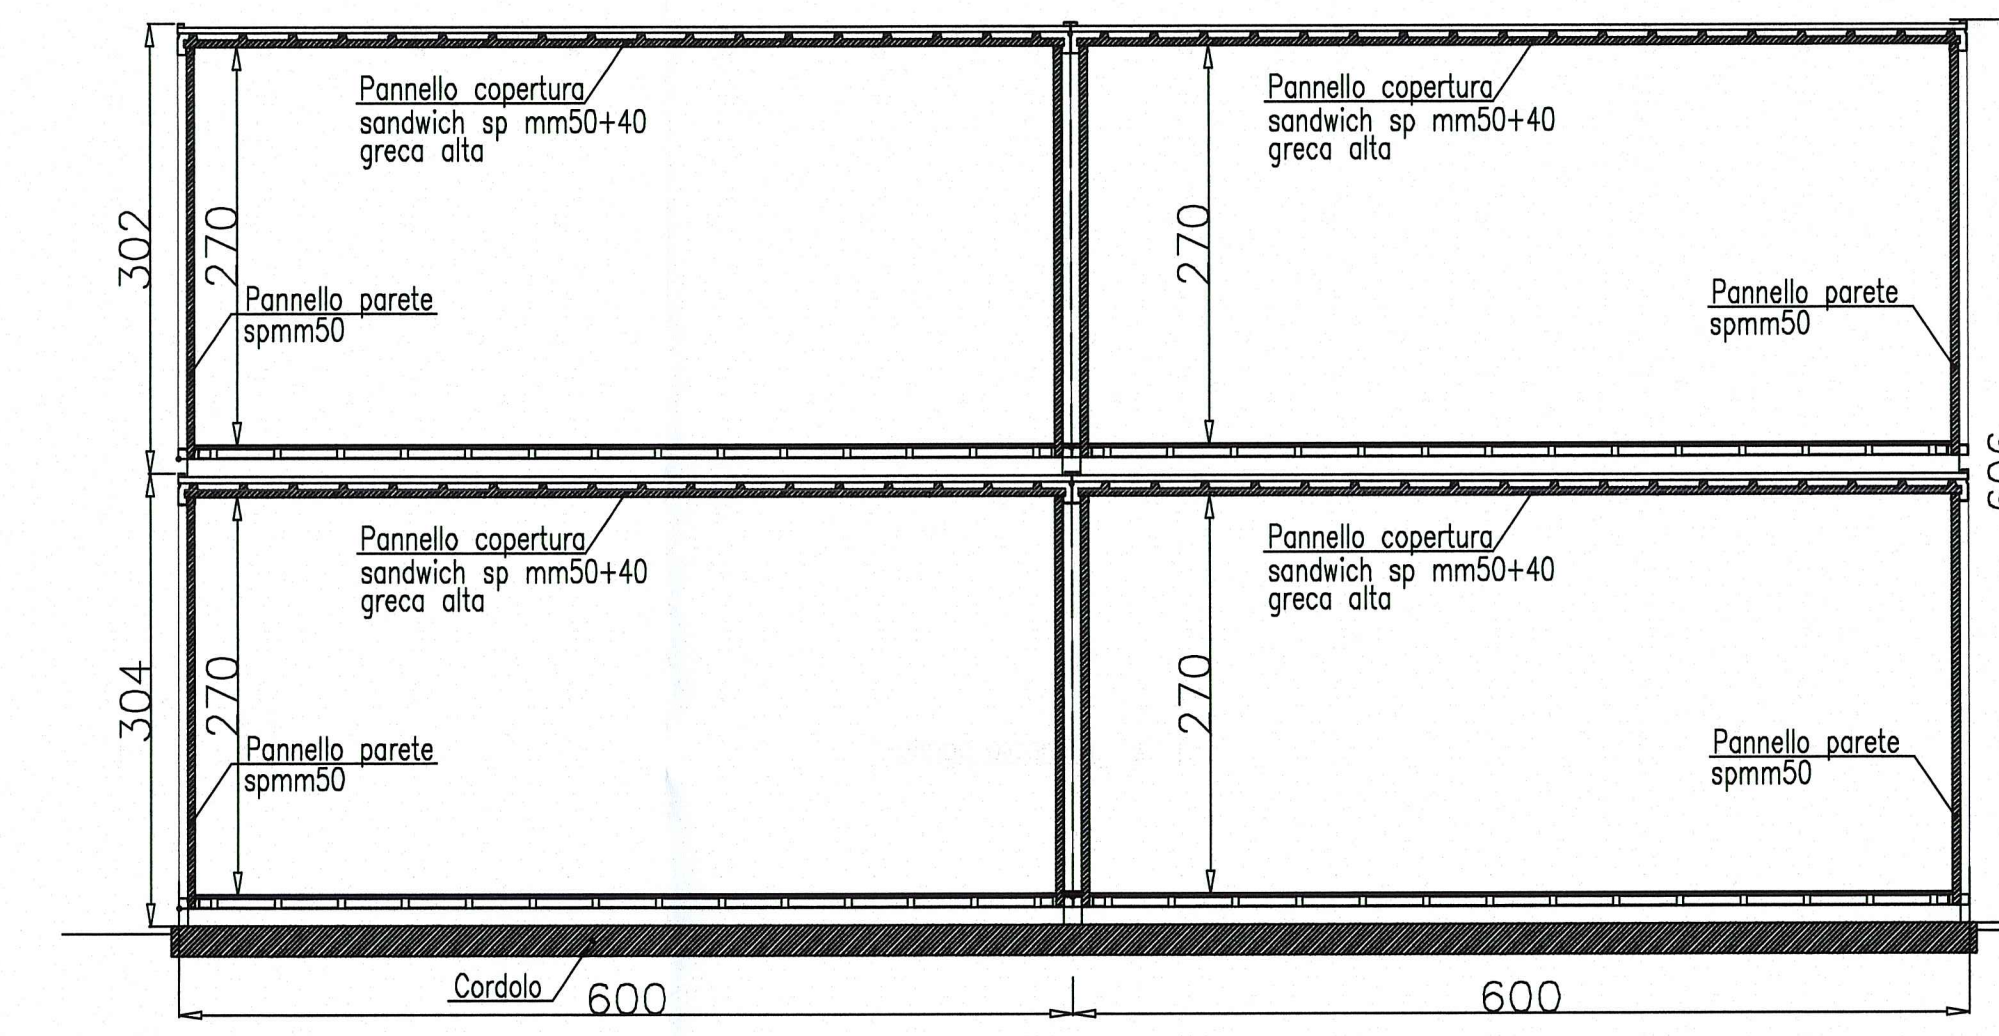 Pannello copertura
sandwich sp mm50+40
greca alta
Pannello copertura
sandwich sp mm50+40
greca alta
302
270
270
Pannello parete
spmm50
Pannello parete
spmm50
Pannello copertura
sandwich sp mm50+40
greca alta
Pannello copertura
sandwich sp mm50+40
greca alta
304
270
270
Pannello parete
spmm50
Pannello parete
spmm50
Cordolo
600
600